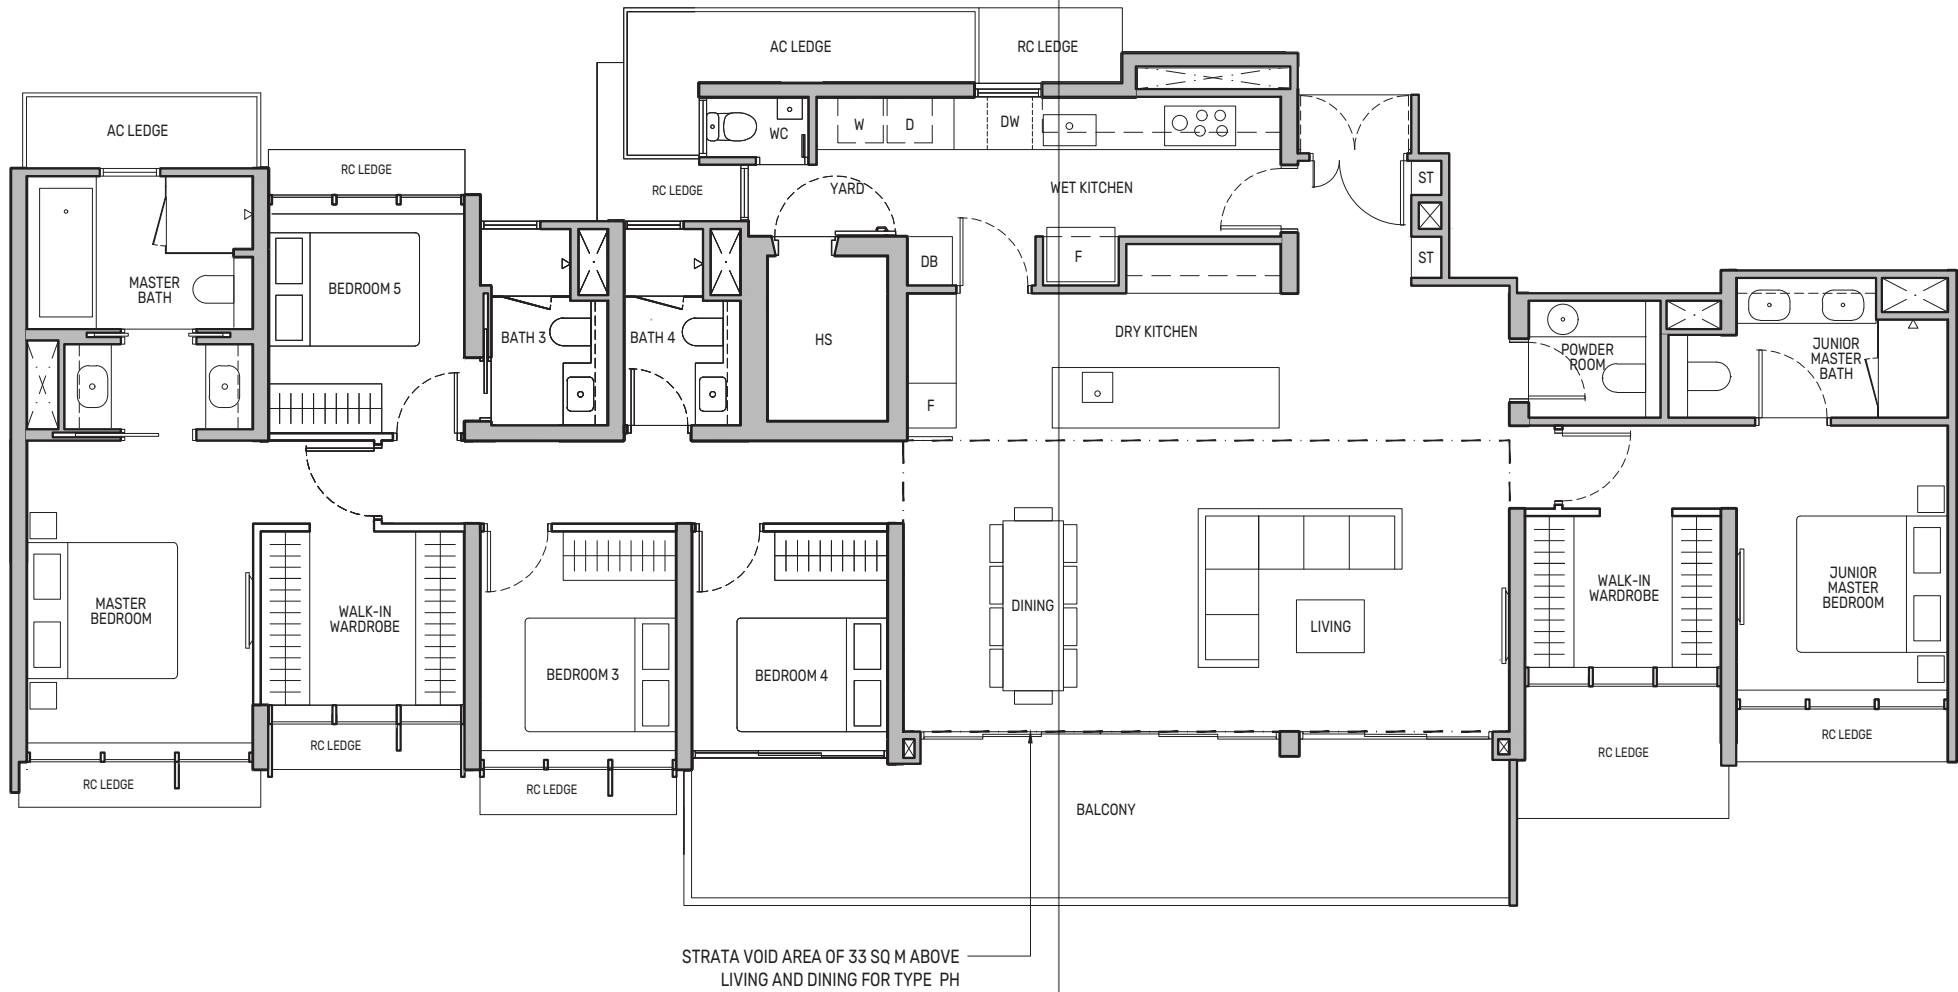 AC LEDGE
RC LEDGE
AC LEDGE
WC
W
D
DW
RC LEDGE
RC LEDGE
YARD
WET KITCHEN
ST
ST
MASTER
BATH
BEDROOM 5
DB
F
BATH 3
BATH 4
HS
DRY KITCHEN
POWDER
ROOM
JUNIOR
MASTER
BATH
F
MASTER
BEDROOM
WALK-IN
WARDROBE
BEDROOM 3
BEDROOM 4
DINING
LIVING
WALK-IN
WARDROBE
JUNIOR
MASTER
BEDROOM
RC LEDGE
RC LEDGE
RC LEDGE
RC LEDGE
RC LEDGE
BALCONY
STRATA VOID AREA OF 33 SQ M ABOVE
LIVING AND DINING FOR TYPE PH